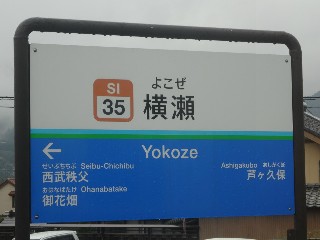 SI
35
よこぜ
横瀬
Yokoze
せいぶちちぶ Seibu-Chichibu
西武秩父
おはなばたけ Ohanabatake
御花畑
Ashigakubo あしがくぼ
芦ヶ久保